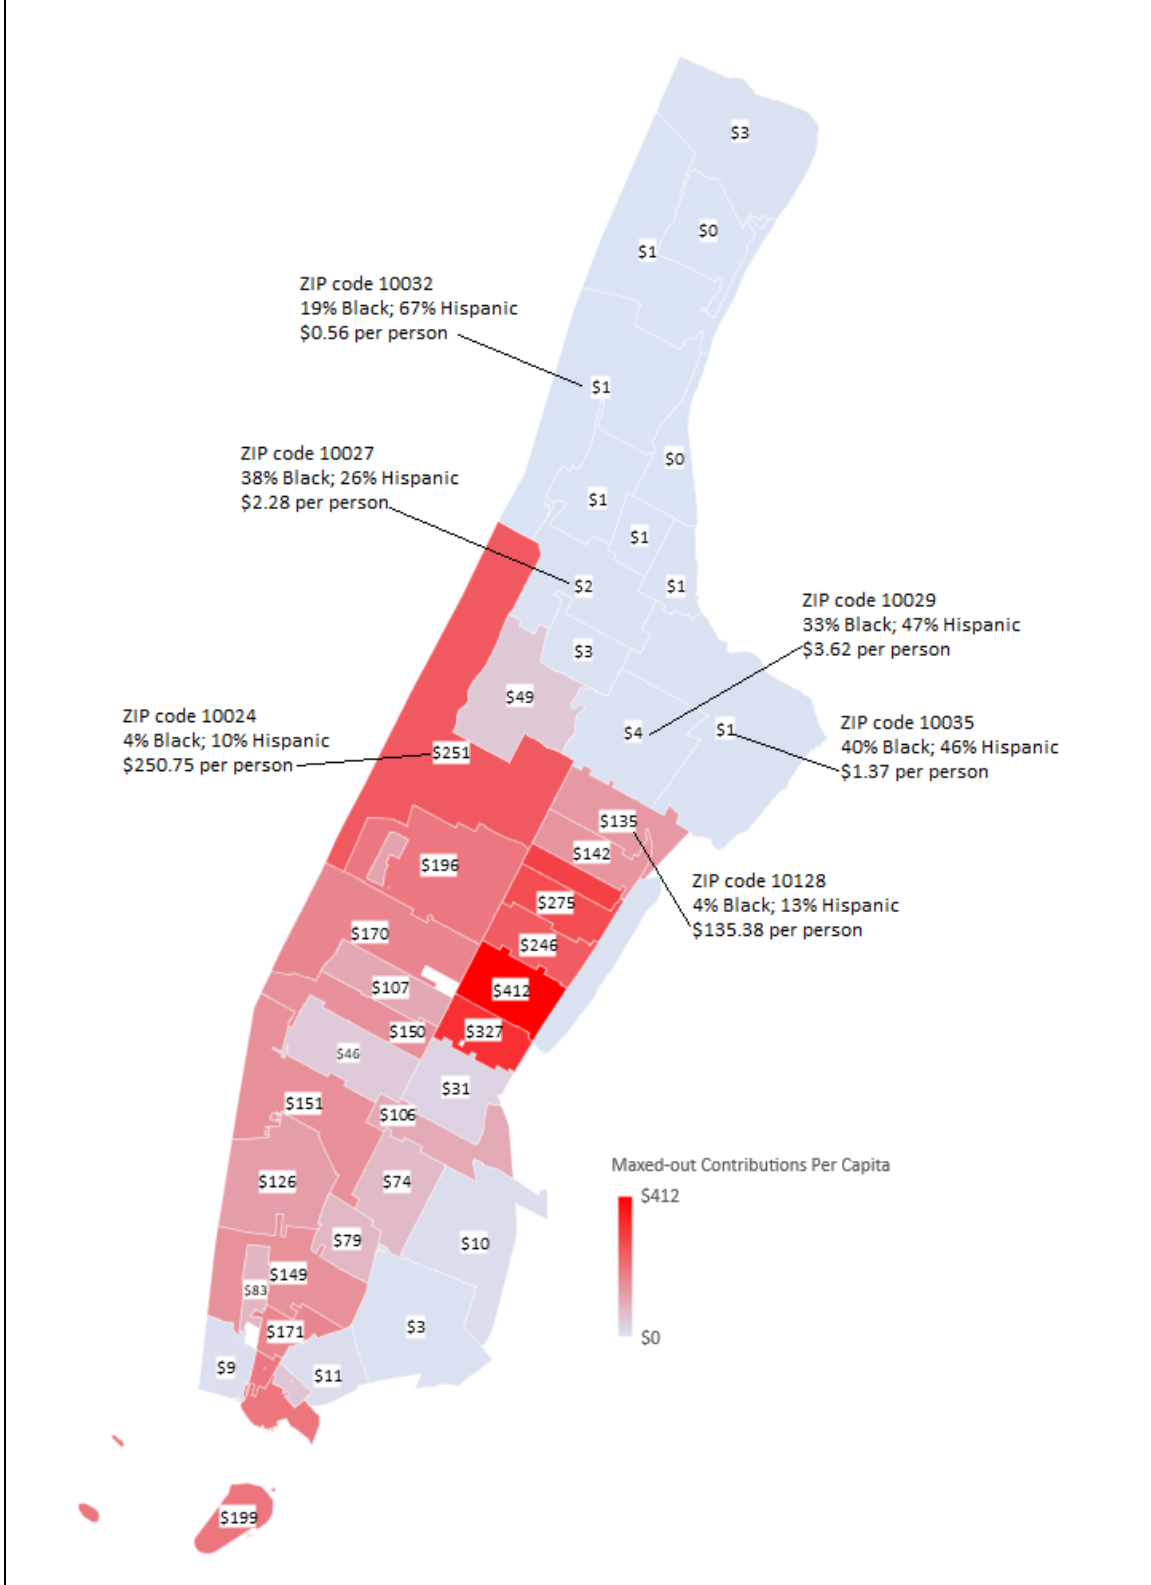 $3
$0
$1
ZIP code 10032
19% Black; 67% Hispanic
$0.56 per person
$1
ZIP code 10027
38% Black; 26% Hispanic
$2.28 per person
$0
$1
$1
$2
$1
ZIP code 10029
33% Black; 47% Hispanic
$3.62 per person
$3
$49
ZIP code 10024
4% Black; 10% Hispanic
$250.75 per person
$251
$4
$1
ZIP code 10035
40% Black; 46% Hispanic
$1.37 per person
$135
$142
$196
ZIP code 10128
4% Black; 13% Hispanic
$135.38 per person
$275
$170
$246
$107
$412
$150
$327
$46
$31
$151
$106
Maxed-out Contributions Per Capita
$412
$0
$126
$74
$79
$10
$149
$83
$171
$3
$9
$11
$199